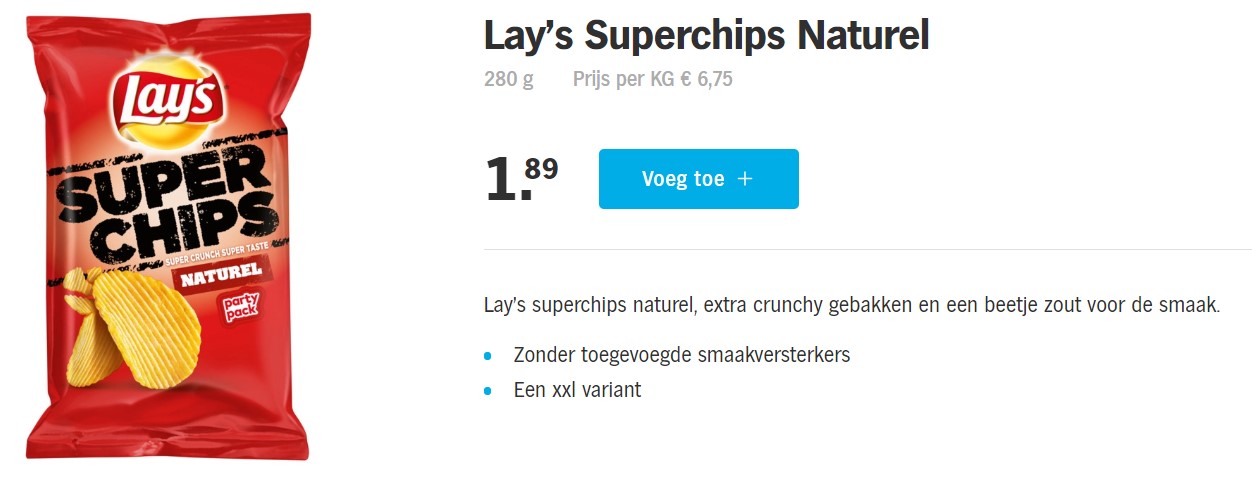 Lay's
SUPER
CHIPS
SUPER CRUNCH SUPER TASTE
NATUREL
party
pack
Lay’s Superchips Naturel
280 g Prijs per KG € 6,75
1.89
Voeg toe +
Lay’s superchips naturel, extra crunchy gebakken en een beetje zout voor de smaak.
• Zonder toegevoegde smaakversterkers
• Een xxl variant